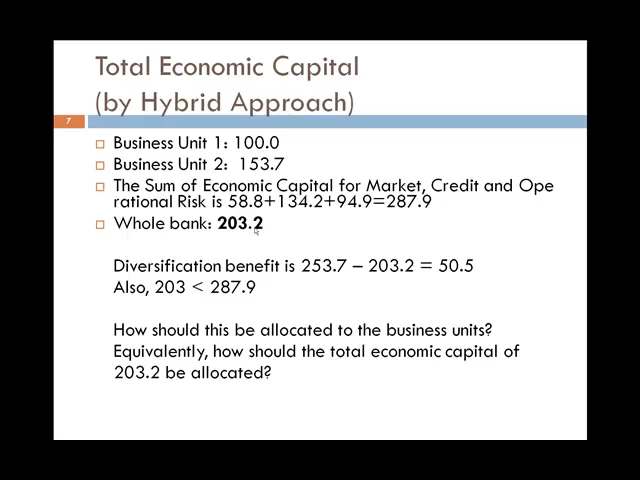 Total Economic Capital
(by Hybrid Approach)
7
Business Unit 1: 100.0
Business Unit 2: 153.7
The Sum of Economic Capital for Market, Credit and Ope
rational Risk is 58.8+134.2+94.9=287.9
Whole bank: 203.2
Diversification benefit is 253.7 – 203.2 = 50.5
Also, 203 < 287.9
How should this be allocated to the business units?
Equivalently, how should the total economic capital of
203.2 be allocated?